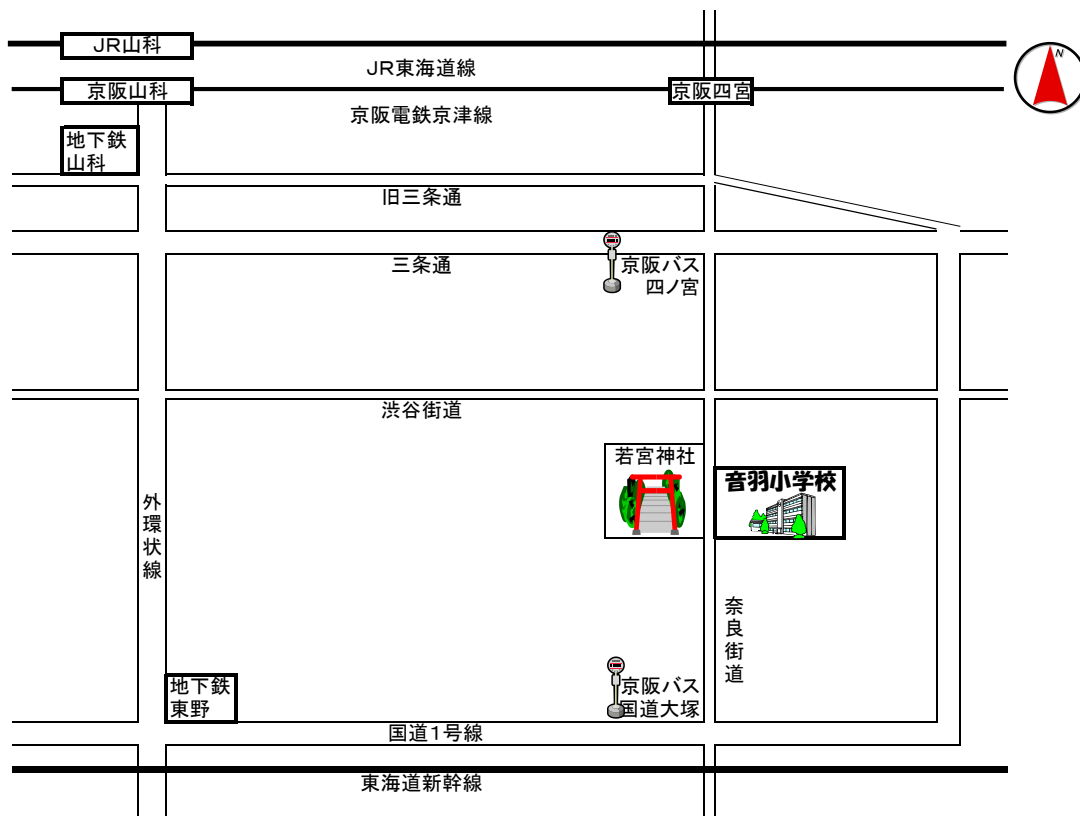 JR山科
N
JR東海道線
京阪山科
京阪四宮
京阪電鉄京津線
地下鉄
山科
旧三条通
三条通
京阪バス
四ノ宮
渋谷街道
若宮神社
音羽小学校
外環状線
奈良街道
地下鉄
東野
京阪バス
国道大塚
国道1号線
東海道新幹線